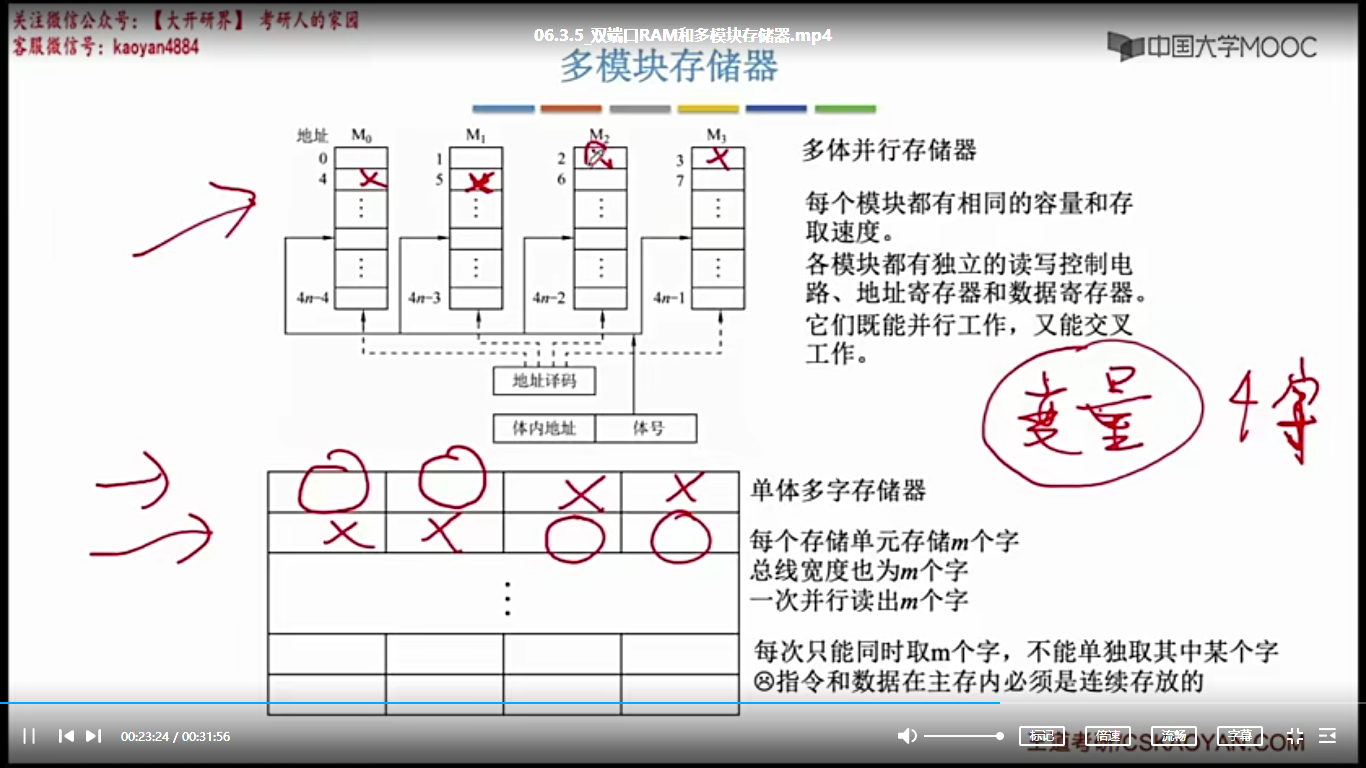 关注微信公众号：【大开研界】 考研人的家园
客服微信号：kaoyan4884
06.3.5_双端口RAM和多模块存储器.mp4
中国大学MOOC
多模块存储器
地址 M0 M1 M2 M3
0 1 2 3
4 5 6 7
⋮ ⋮ ⋮ ⋮
⋮ ⋮ ⋮ ⋮
4n−4 4n−3 4n−2 4n−1
地址译码
体内地址 体号
多体并行存储器
每个模块都有相同的容量和存
取速度。
各模块都有独立的读写控制电
路、地址寄存器和数据寄存器。
它们既能并行工作，又能交叉
工作。
变量 4字
单体多字存储器
每个存储单元存储m个字
总线宽度也为m个字
一次并行读出m个字
⋮
每次只能同时取m个字，不能单独取其中某个字
☹指令和数据在主存内必须是连续存放的
00:23:24 / 00:31:56
标记 倍速 流畅 字幕
王道考研/CSKAOYAN.COM